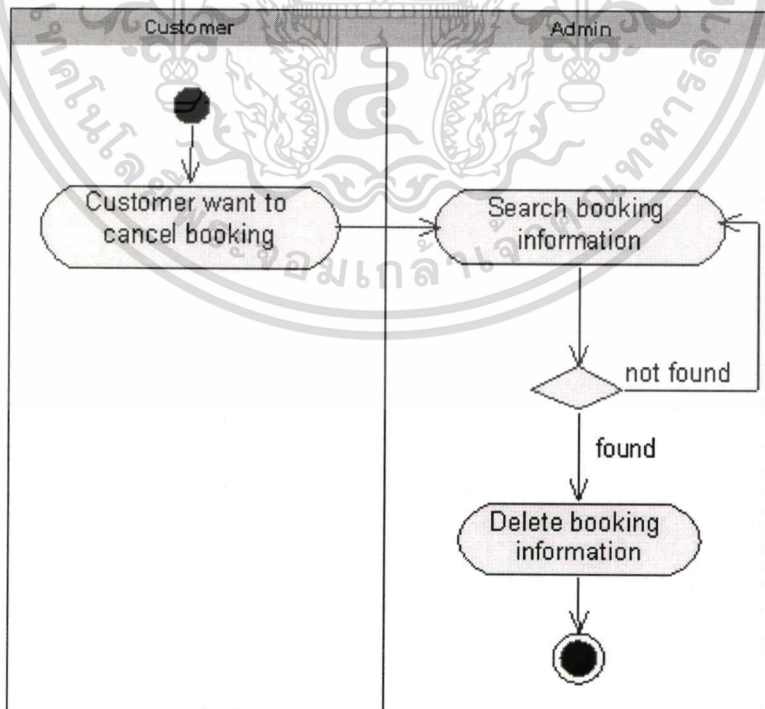 Customer
Admin
Customer want to
cancel booking
Search booking
information
not found
found
Delete booking
information